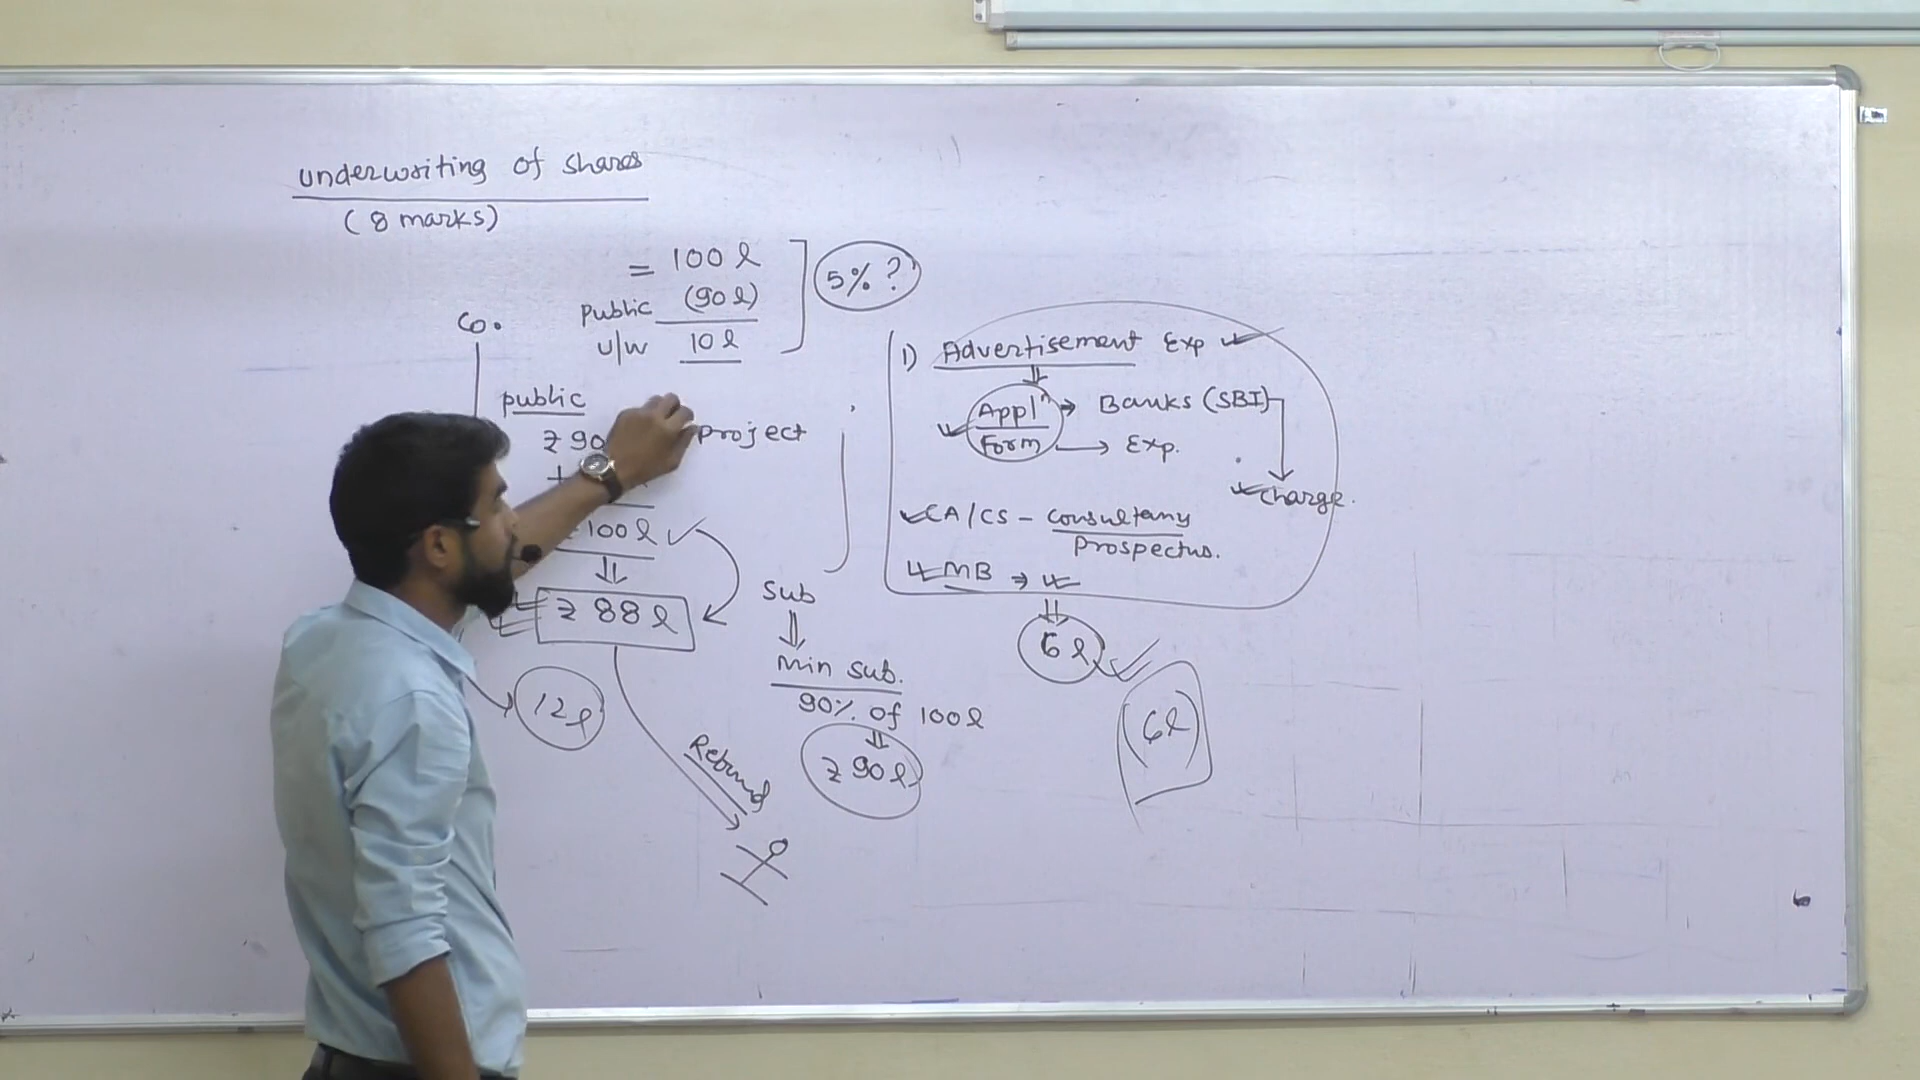 underwriting of shares
(8 marks)
= 100 l
public (90 l)
u/w 10 l
5% ?
Co.
public
₹ 90
+
project
100 l
⇓
₹ 88 l
12 l
Refund
Sub
⇓
Min sub.
90% of 100 l
⇓
₹ 90 l
1) Advertisement Exp
⇓
Appl^n → Banks (SBI)
Form → Exp.
charge.
CA/CS - Consultany
Prospectus.
MB ⇒
⇓
6 l
(6 l)